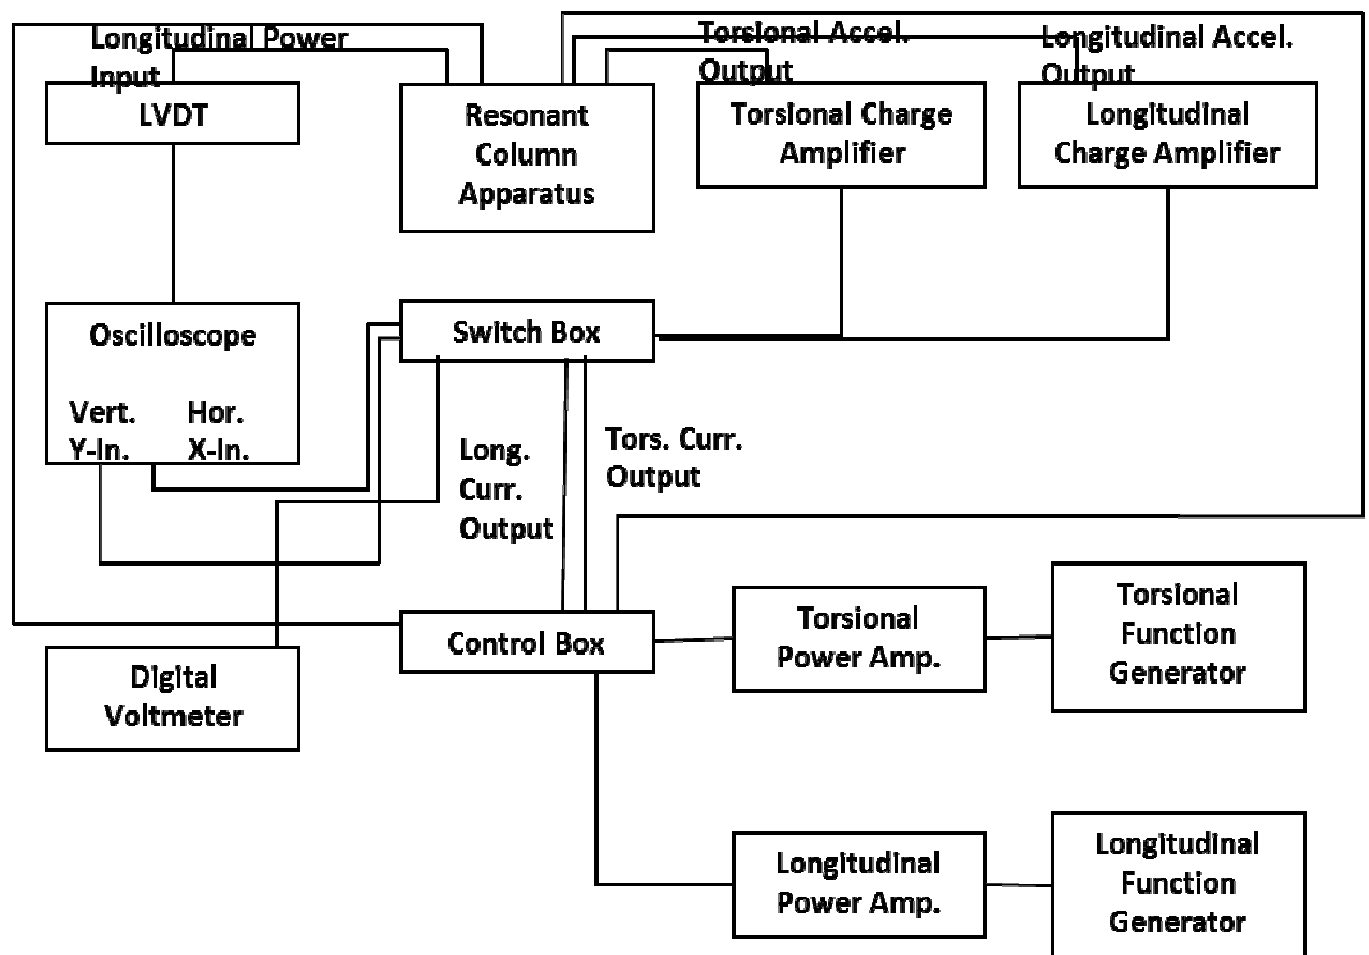 Longitudinal Power
Input
Torsional Accel.
Output
Longitudinal Accel.
Output
LVDT
Resonant
Column
Apparatus
Torsional Charge
Amplifier
Longitudinal
Charge Amplifier
Oscilloscope
Vert.
Y-In.
Hor.
X-In.
Switch Box
Long.
Curr.
Output
Tors. Curr.
Output
Control Box
Torsional
Power Amp.
Torsional
Function
Generator
Digital
Voltmeter
Longitudinal
Power Amp.
Longitudinal
Function
Generator